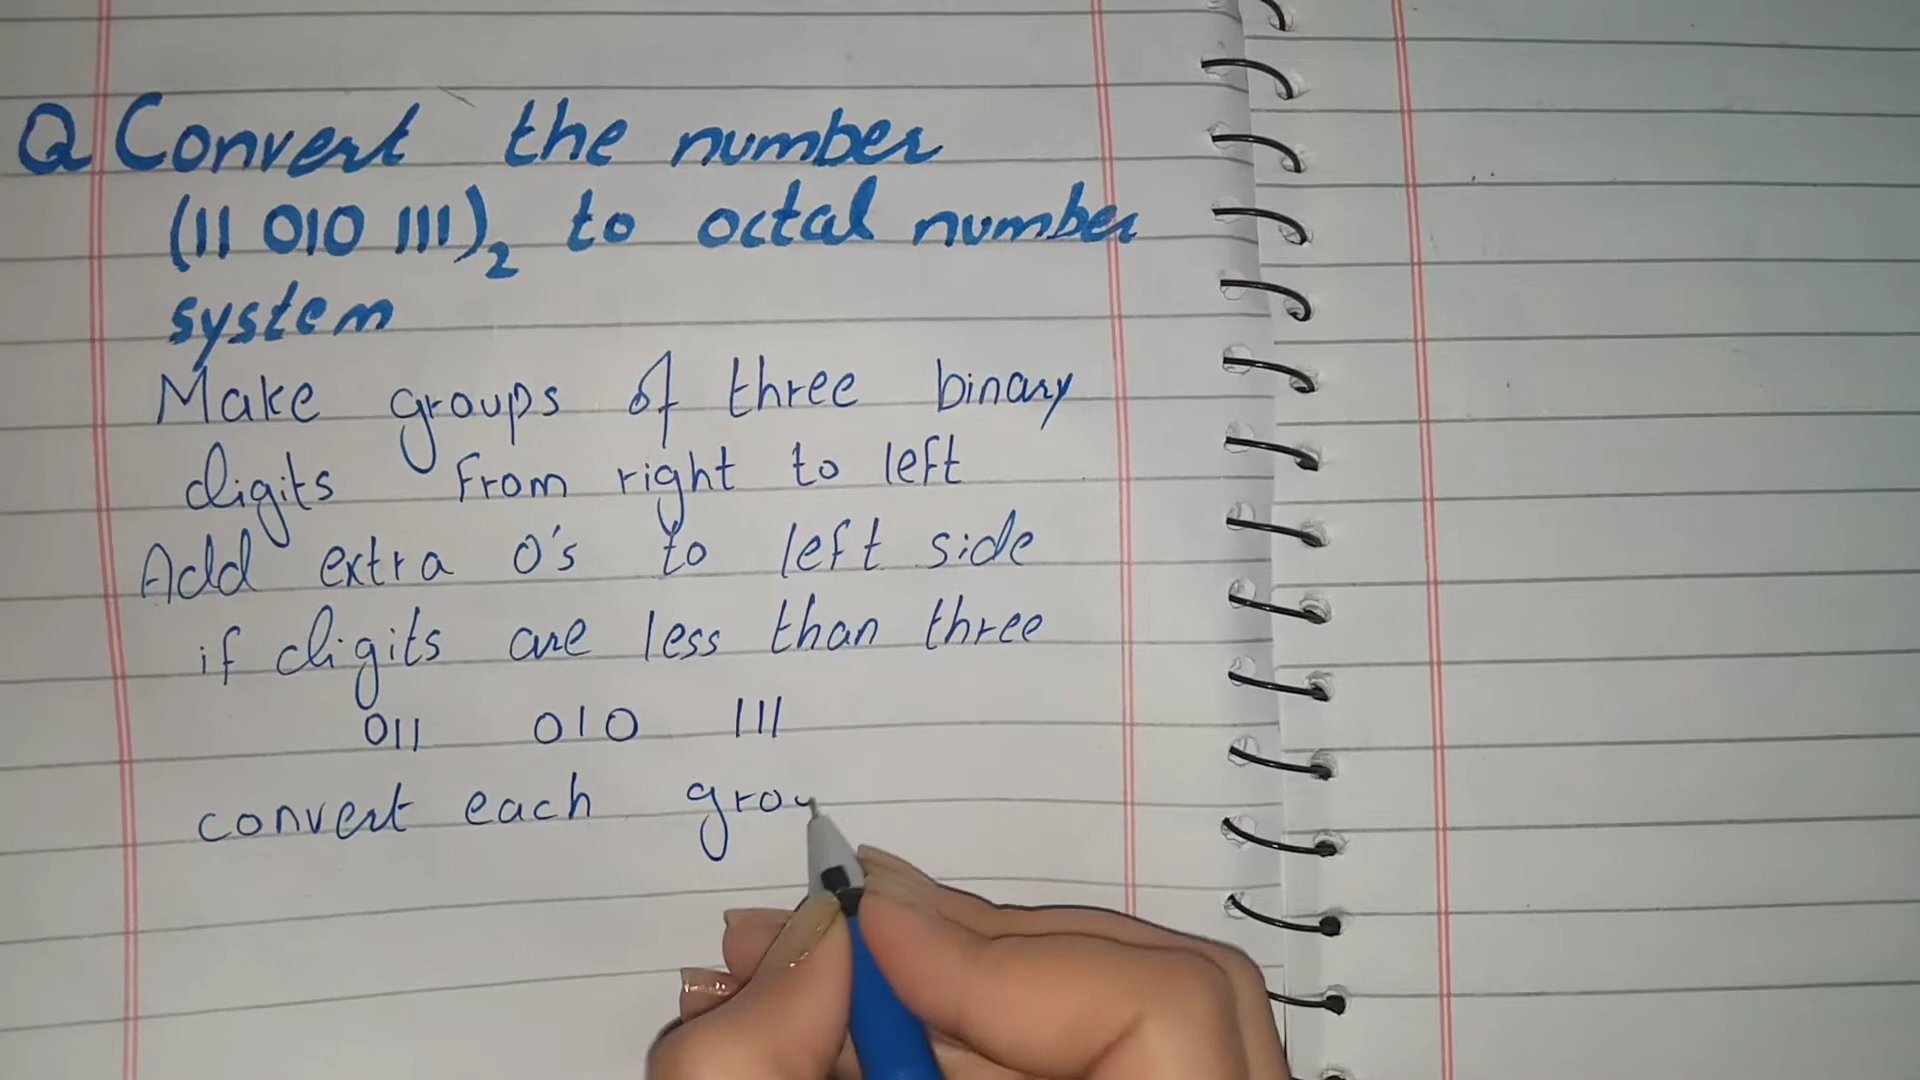 Q Convert the number
(11 010 111)₂ to octal number
system
Make groups of three binary
digits From right to left
Add extra 0's to left side
if digits are less than three
011 010 111
convert each grou